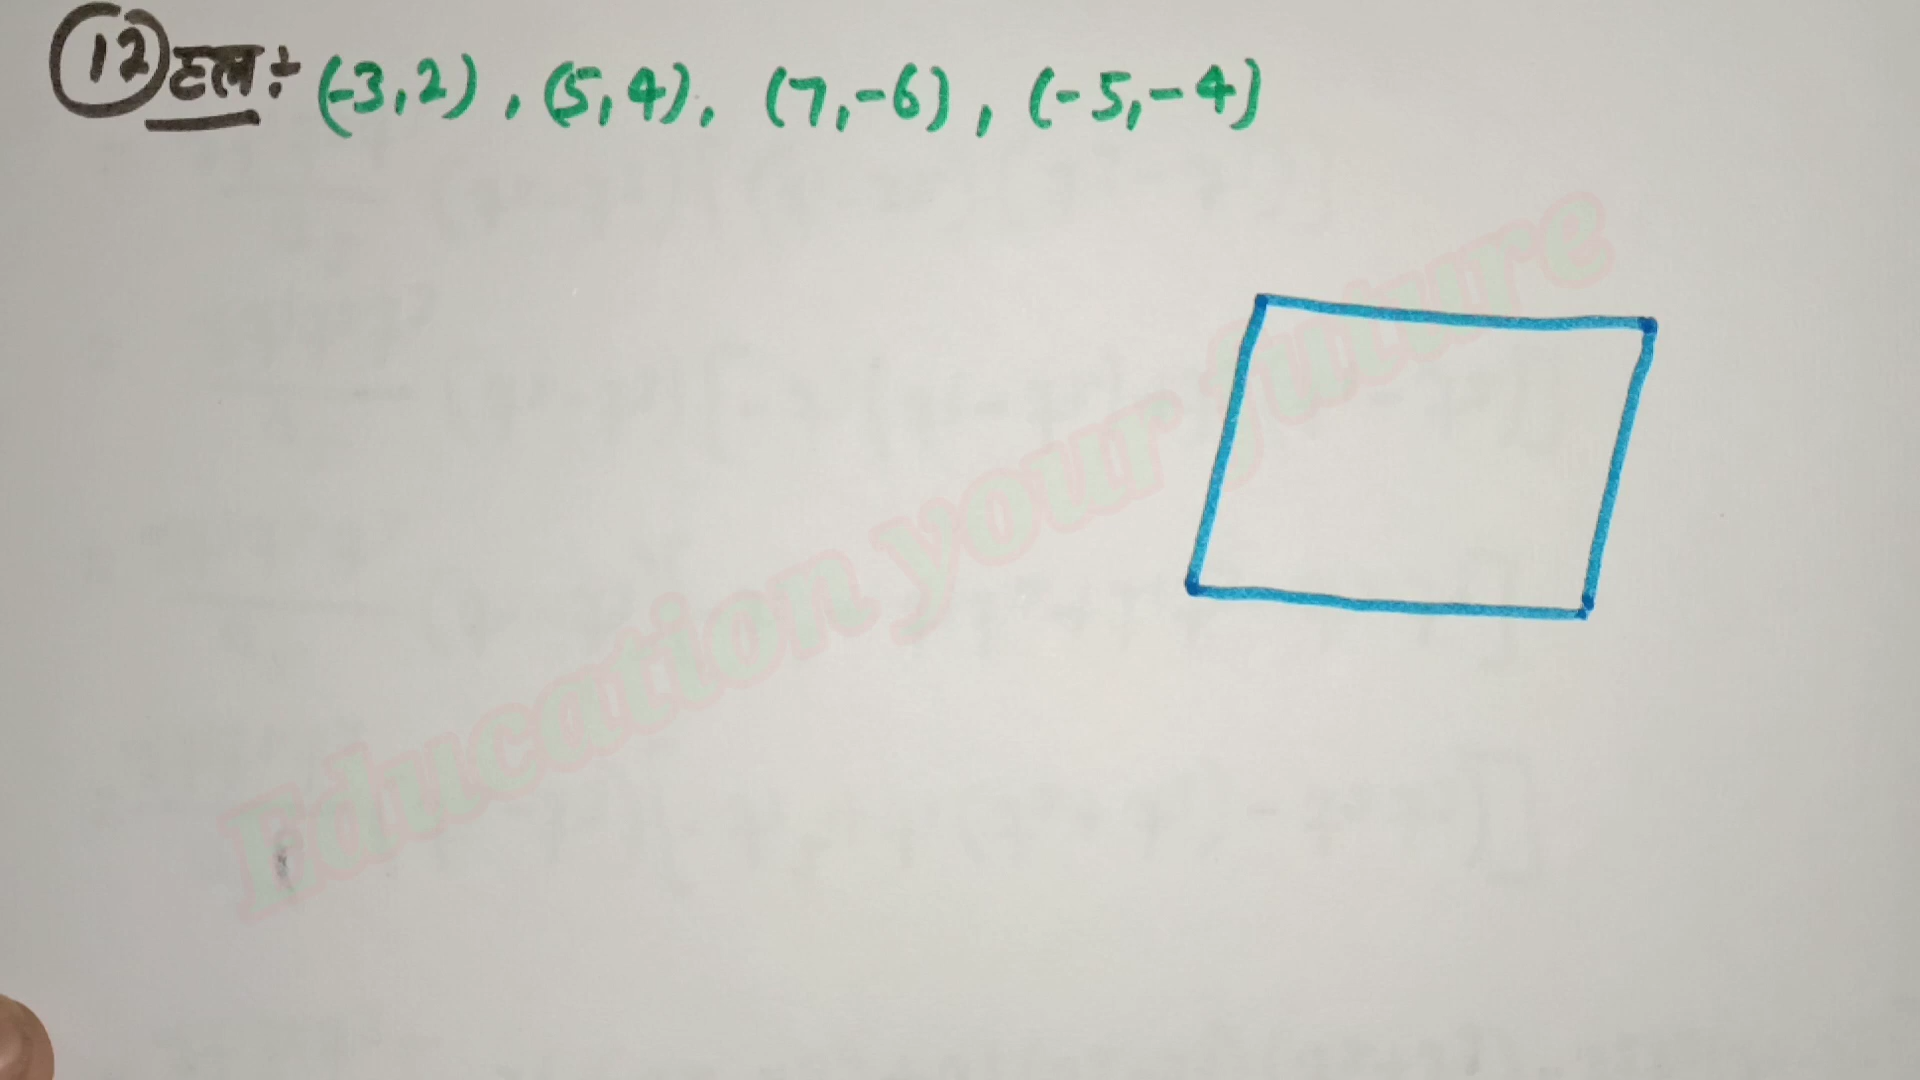 12 हल ÷ (-3,2), (5,4), (7,-6), (-5,-4)
Education your future